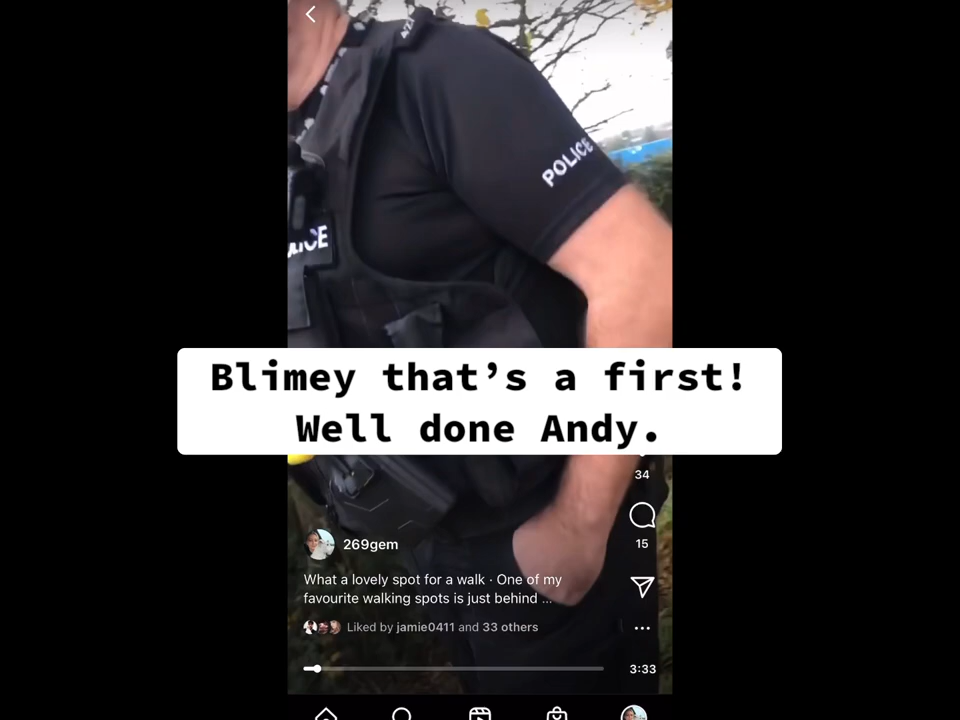 POLICE
Blimey that’s a first!
Well done Andy.
34
15
269gem
What a lovely spot for a walk · One of my
favourite walking spots is just behind ...
Liked by jamie0411 and 33 others
3:33